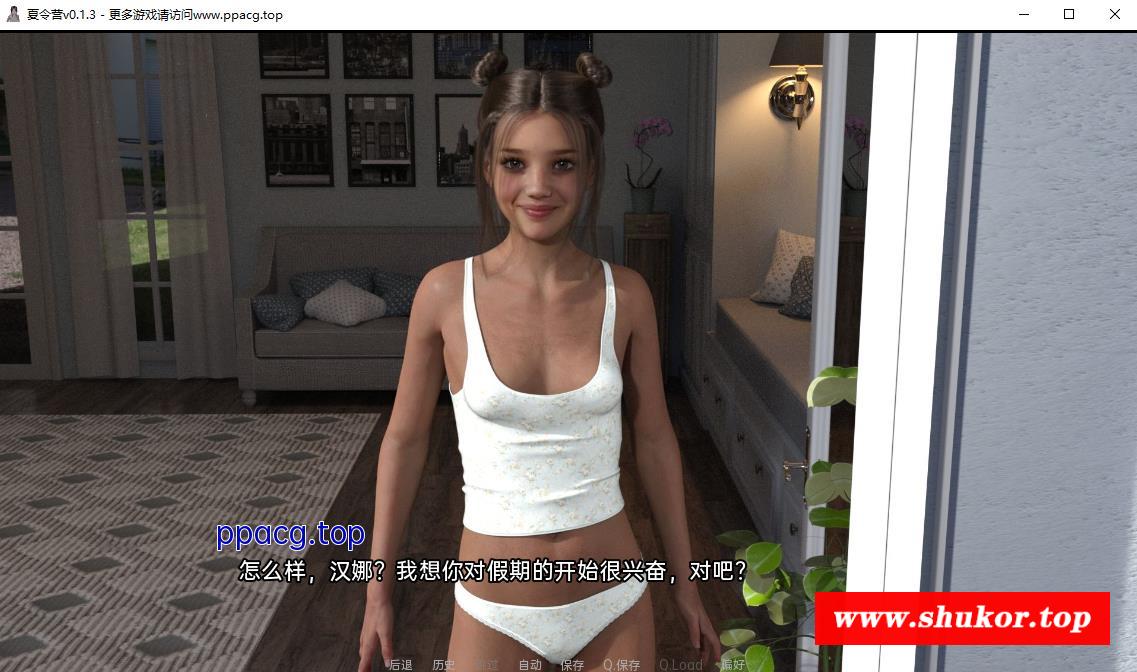 夏令营v0.1.3 - 更多游戏请访问www.ppacg.top
ppacg.top
怎么样，汉娜？我想你对假期的开始很兴奋，对吧？
www.shukor.top
后退 历史 快过 自动 保存 Q.保存 Q.Load 偏好